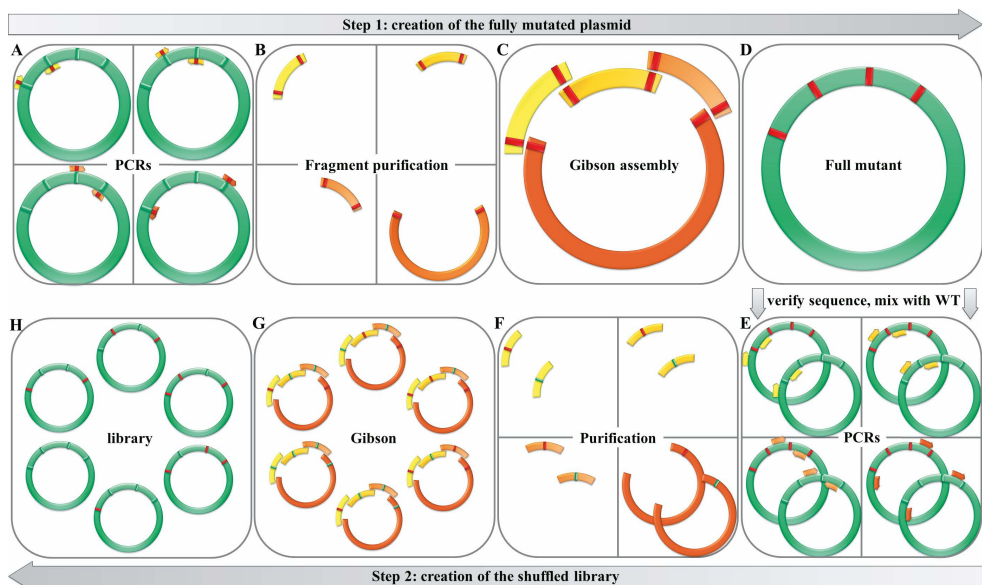 Step 1: creation of the fully mutated plasmid
A
B
C
D
PCRs
Fragment purification
Gibson assembly
Full mutant
verify sequence, mix with WT
H
G
F
E
library
Gibson
Purification
PCRs
Step 2: creation of the shuffled library